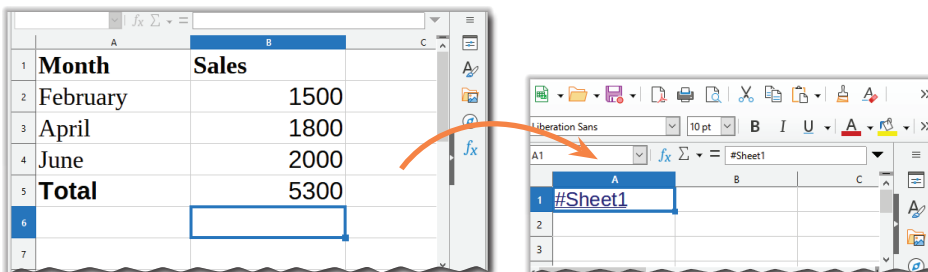 fx Σ =
A B C
1 Month Sales
2 February 1500
3 April 1800
4 June 2000
5 Total 5300
6
7
fx
Liberation Sans 10 pt B I U A
A1 fx Σ = #Sheet1
A B C
1 #Sheet1
2
3